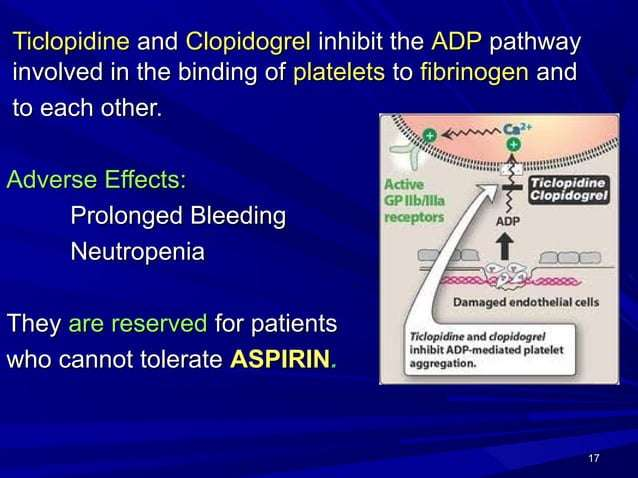 Ticlopidine and Clopidogrel inhibit the ADP pathway
involved in the binding of platelets to fibrinogen and
to each other.
Adverse Effects:
Prolonged Bleeding
Neutropenia
They are reserved for patients
who cannot tolerate ASPIRIN.
+
Ca2+
+
Active
GP IIb/IIIa
receptors
Ticlopidine
Clopidogrel
ADP
Damaged endothelial cells
Ticlopidine and clopidogrel
inhibit ADP-mediated platelet
aggregation.
17